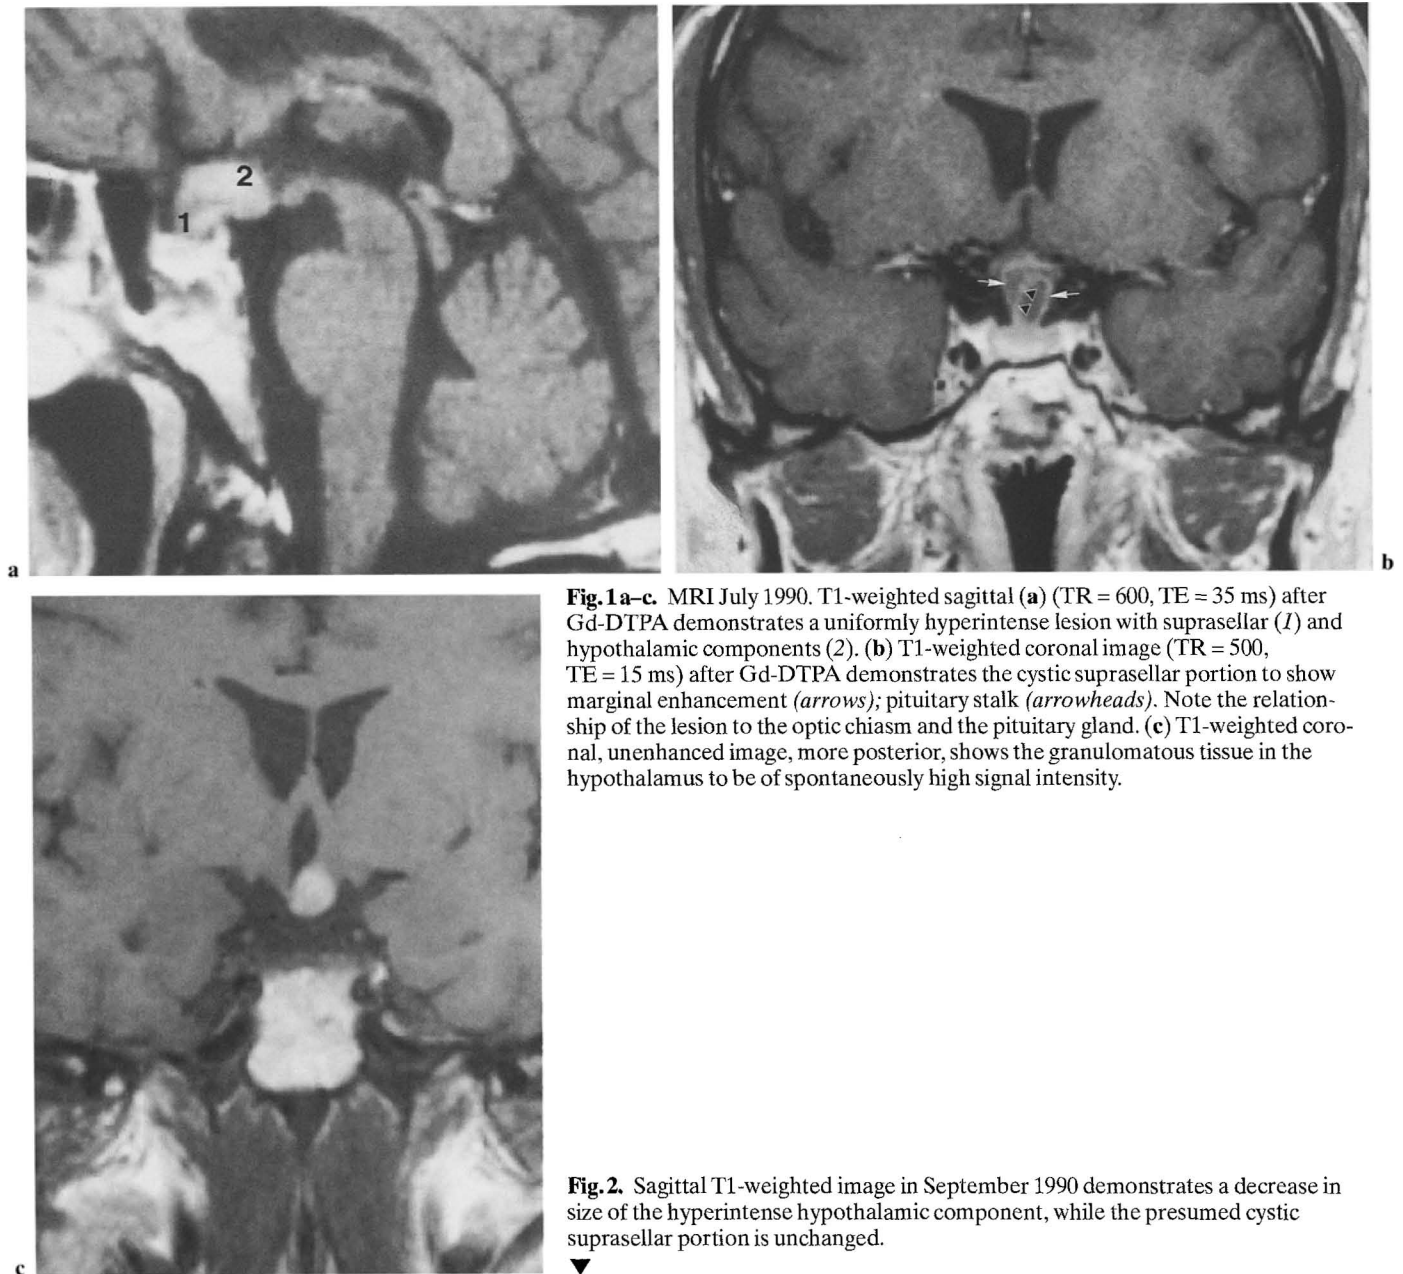 2
1
a
b
Fig. 1 a–c. MRI July 1990. T1-weighted sagittal (a) (TR = 600, TE = 35 ms) after
Gd-DTPA demonstrates a uniformly hyperintense lesion with suprasellar (1) and
hypothalamic components (2). (b) T1-weighted coronal image (TR = 500,
TE = 15 ms) after Gd-DTPA demonstrates the cystic suprasellar portion to show
marginal enhancement (arrows); pituitary stalk (arrowheads). Note the relation-
ship of the lesion to the optic chiasm and the pituitary gland. (c) T1-weighted coro-
nal, unenhanced image, more posterior, shows the granulomatous tissue in the
hypothalamus to be of spontaneously high signal intensity.
Fig. 2. Sagittal T1-weighted image in September 1990 demonstrates a decrease in
size of the hyperintense hypothalamic component, while the presumed cystic
suprasellar portion is unchanged.
c